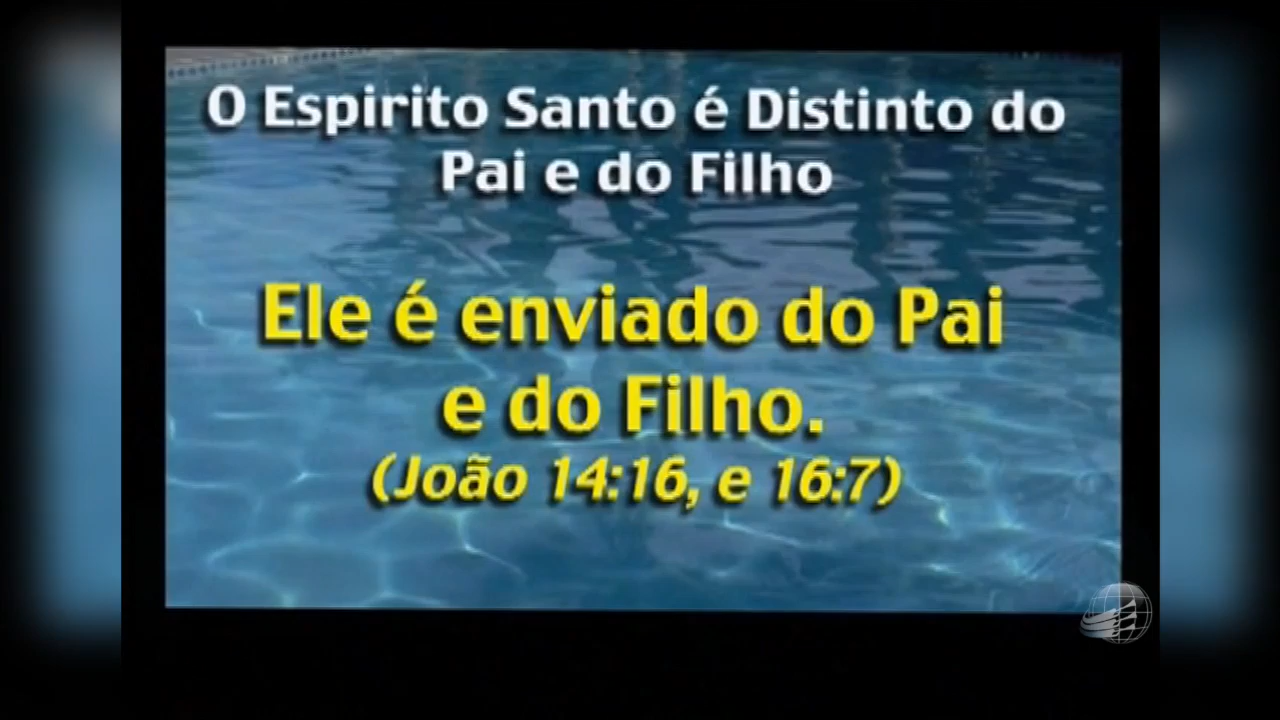 O Espirito Santo é Distinto do
Pai e do Filho
Ele é enviado do Pai
e do Filho.
(João 14:16, e 16:7)